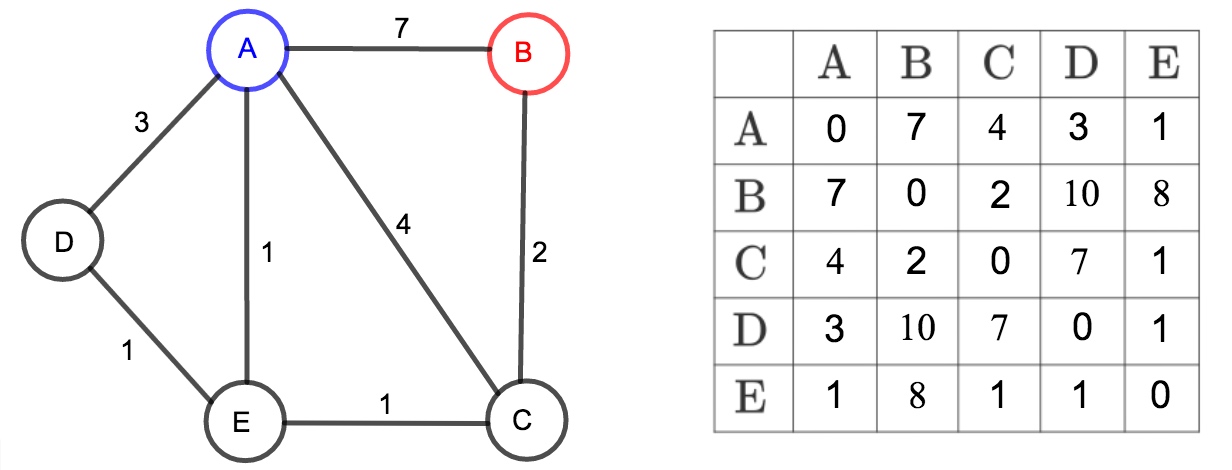 A
7
B
3
D
1
4
2
1
E
1
C
A B C D E
A 0 7 4 3 1
B 7 0 2 10 8
C 4 2 0 7 1
D 3 10 7 0 1
E 1 8 1 1 0